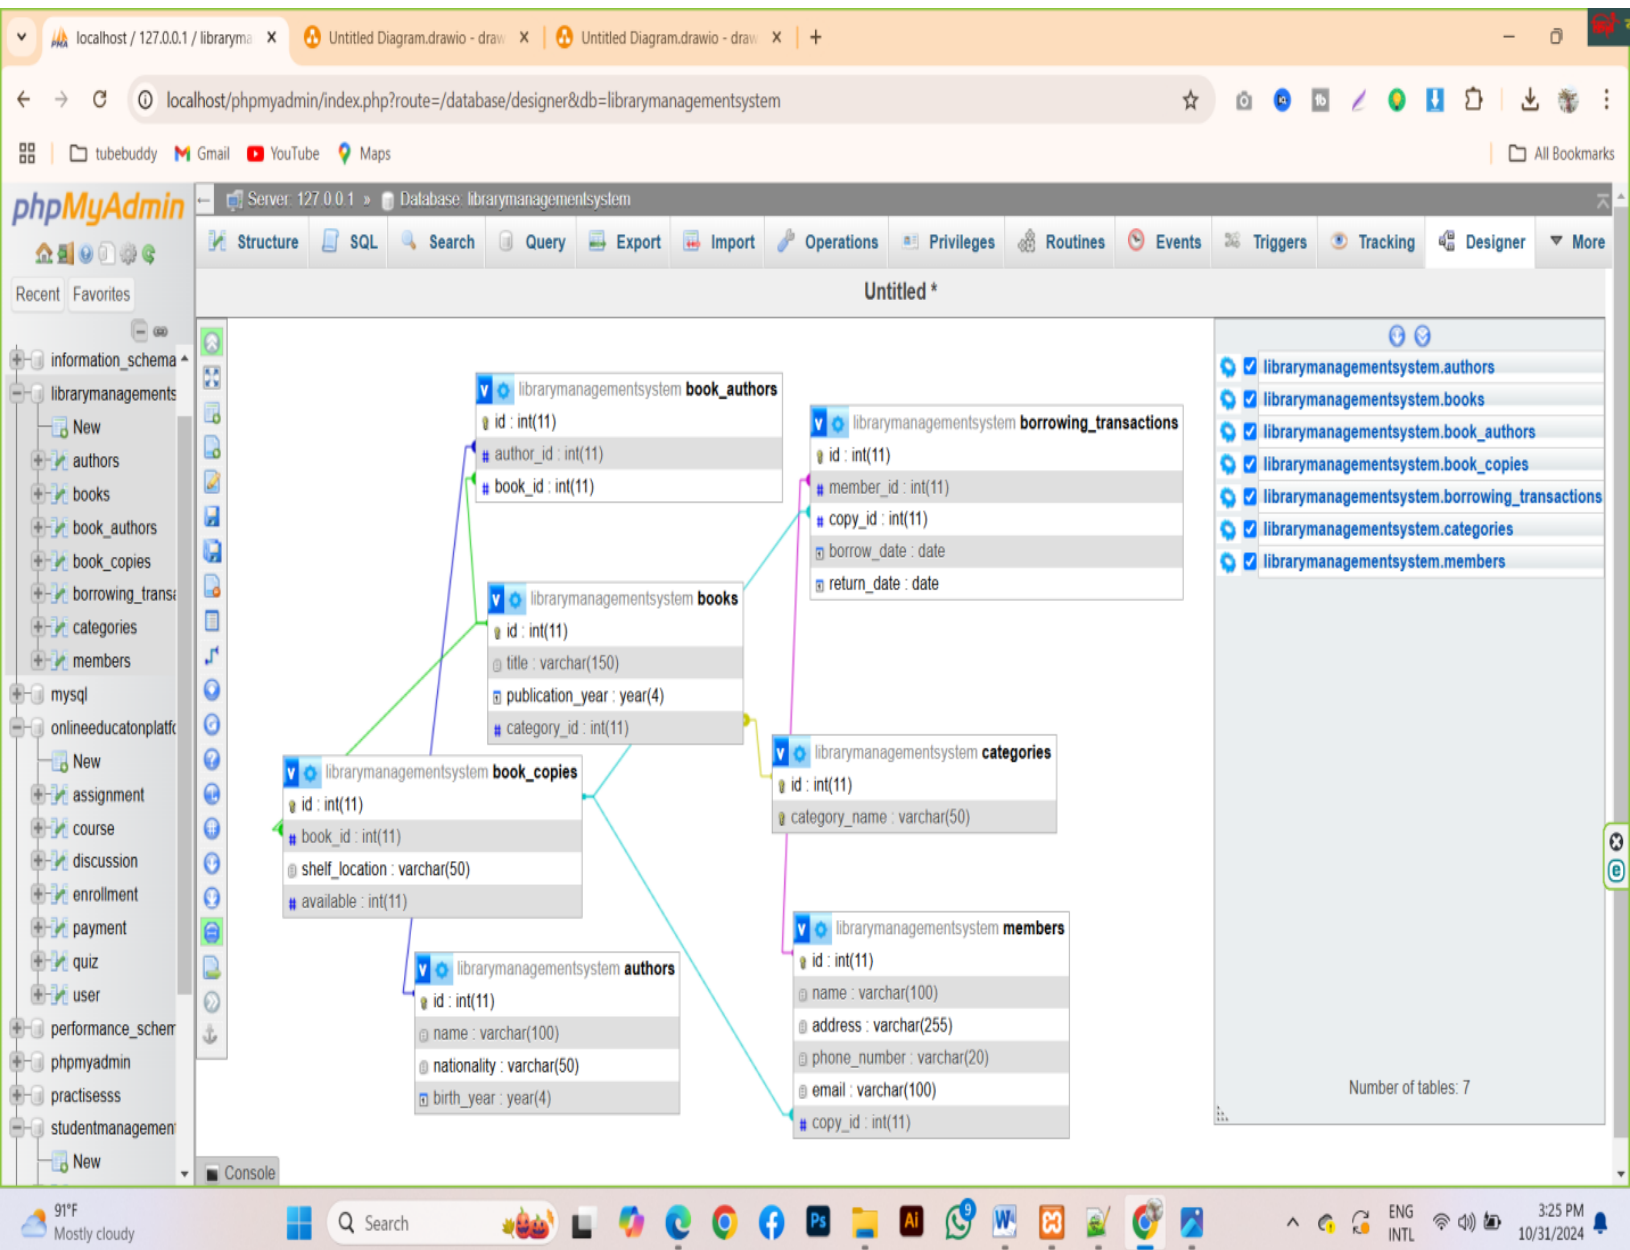 localhost / 127.0.0.1 / libraryma
Untitled Diagram.drawio - draw
Untitled Diagram.drawio - draw
localhost/phpmyadmin/index.php?route=/database/designer&db=librarymanagementsystem
tubebuddy
Gmail
YouTube
Maps
All Bookmarks
phpMyAdmin
Recent
Favorites
information_schema
librarymanagements
New
authors
books
book_authors
book_copies
borrowing_transa
categories
members
mysql
onlineeducatonplatfo
New
assignment
course
discussion
enrollment
payment
quiz
user
performance_schem
phpmyadmin
practisesss
studentmanagement
New
Server: 127.0.0.1 » Database: librarymanagementsystem
Structure SQL Search Query Export Import Operations Privileges Routines Events Triggers Tracking Designer More
Untitled *
librarymanagementsystem book_authors
id : int(11)
author_id : int(11)
book_id : int(11)
librarymanagementsystem borrowing_transactions
id : int(11)
member_id : int(11)
copy_id : int(11)
borrow_date : date
return_date : date
librarymanagementsystem books
id : int(11)
title : varchar(150)
publication_year : year(4)
category_id : int(11)
librarymanagementsystem categories
id : int(11)
category_name : varchar(50)
librarymanagementsystem book_copies
id : int(11)
book_id : int(11)
shelf_location : varchar(50)
available : int(11)
librarymanagementsystem authors
id : int(11)
name : varchar(100)
nationality : varchar(50)
birth_year : year(4)
librarymanagementsystem members
id : int(11)
name : varchar(100)
address : varchar(255)
phone_number : varchar(20)
email : varchar(100)
copy_id : int(11)
librarymanagementsystem.authors
librarymanagementsystem.books
librarymanagementsystem.book_authors
librarymanagementsystem.book_copies
librarymanagementsystem.borrowing_transactions
librarymanagementsystem.categories
librarymanagementsystem.members
Number of tables: 7
Console
91°F
Mostly cloudy
Search
Ps
Ai
9
W
ENG
INTL
3:25 PM
10/31/2024